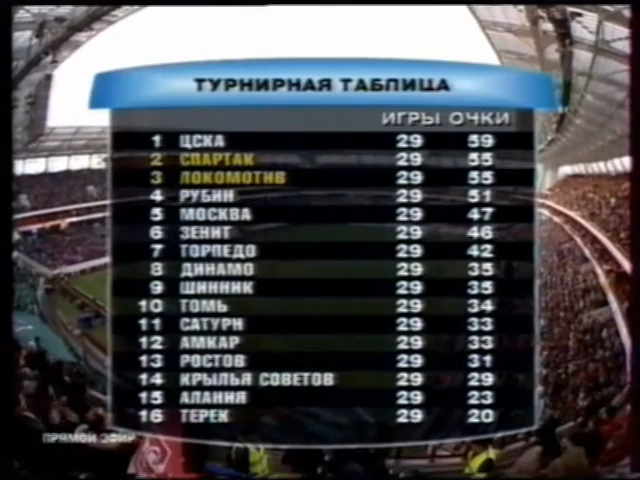 ТУРНИРНАЯ ТАБЛИЦА
ИГРЫ ОЧКИ
1 ЦСКА 29 59
2 СПАРТАК 29 55
3 ЛОКОМОТИВ 29 55
4 РУБИН 29 51
5 МОСКВА 29 47
6 ЗЕНИТ 29 46
7 ТОРПЕДО 29 42
8 ДИНАМО 29 35
9 ШИННИК 29 35
10 ТОМЬ 29 34
11 САТУРН 29 33
12 АМКАР 29 33
13 РОСТОВ 29 31
14 КРЫЛЬЯ СОВЕТОВ 29 29
15 АЛАНИЯ 29 23
16 ТЕРЕК 29 20
ПРЯМОЙ ЭФИР